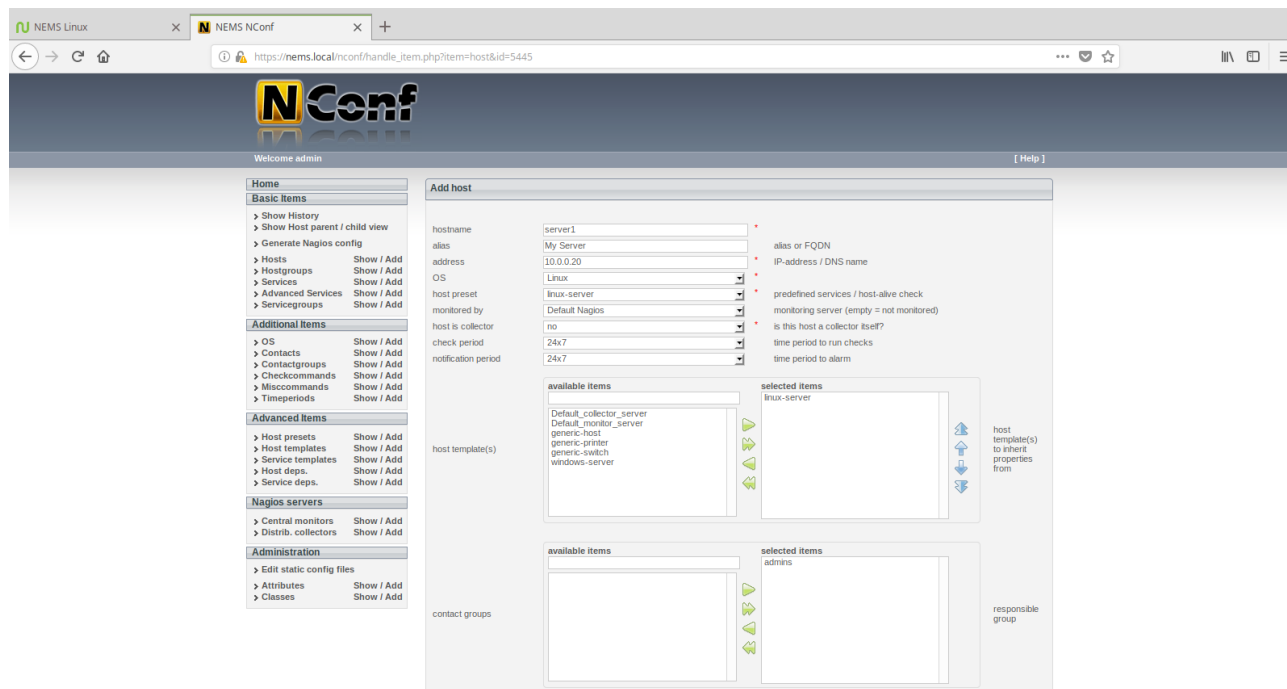 NEMS Linux
NEMS NConf
https://nems.local/nconf/handle_item.php?item=host&id=5445
NConf
Welcome admin [ Help ]
Home
Basic Items
Show History
Show Host parent / child view
Generate Nagios config
Hosts Show / Add
Hostgroups Show / Add
Services Show / Add
Advanced Services Show / Add
Servicegroups Show / Add
Additional Items
OS Show / Add
Contacts Show / Add
Contactgroups Show / Add
Checkcommands Show / Add
Misccommands Show / Add
Timeperiods Show / Add
Advanced Items
Host presets Show / Add
Host templates Show / Add
Service templates Show / Add
Host deps. Show / Add
Service deps. Show / Add
Nagios servers
Central monitors Show / Add
Distrib. collectors Show / Add
Administration
Edit static config files
Attributes Show / Add
Classes Show / Add
Add host
hostname server1 *
alias My Server alias or FQDN
address 10.0.0.20 * IP-address / DNS name
OS Linux *
host preset linux-server * predefined services / host-alive check
monitored by Default Nagios monitoring server (empty = not monitored)
host is collector no * is this host a collector itself?
check period 24x7 time period to run checks
notification period 24x7 time period to alarm
available items selected items
linux-server
Default_collector_server
Default_monitor_server
generic-host
generic-printer
generic-switch
windows-server
host template(s)
host
template(s)
to inherit
properties
from
available items selected items
admins
contact groups
responsible
group